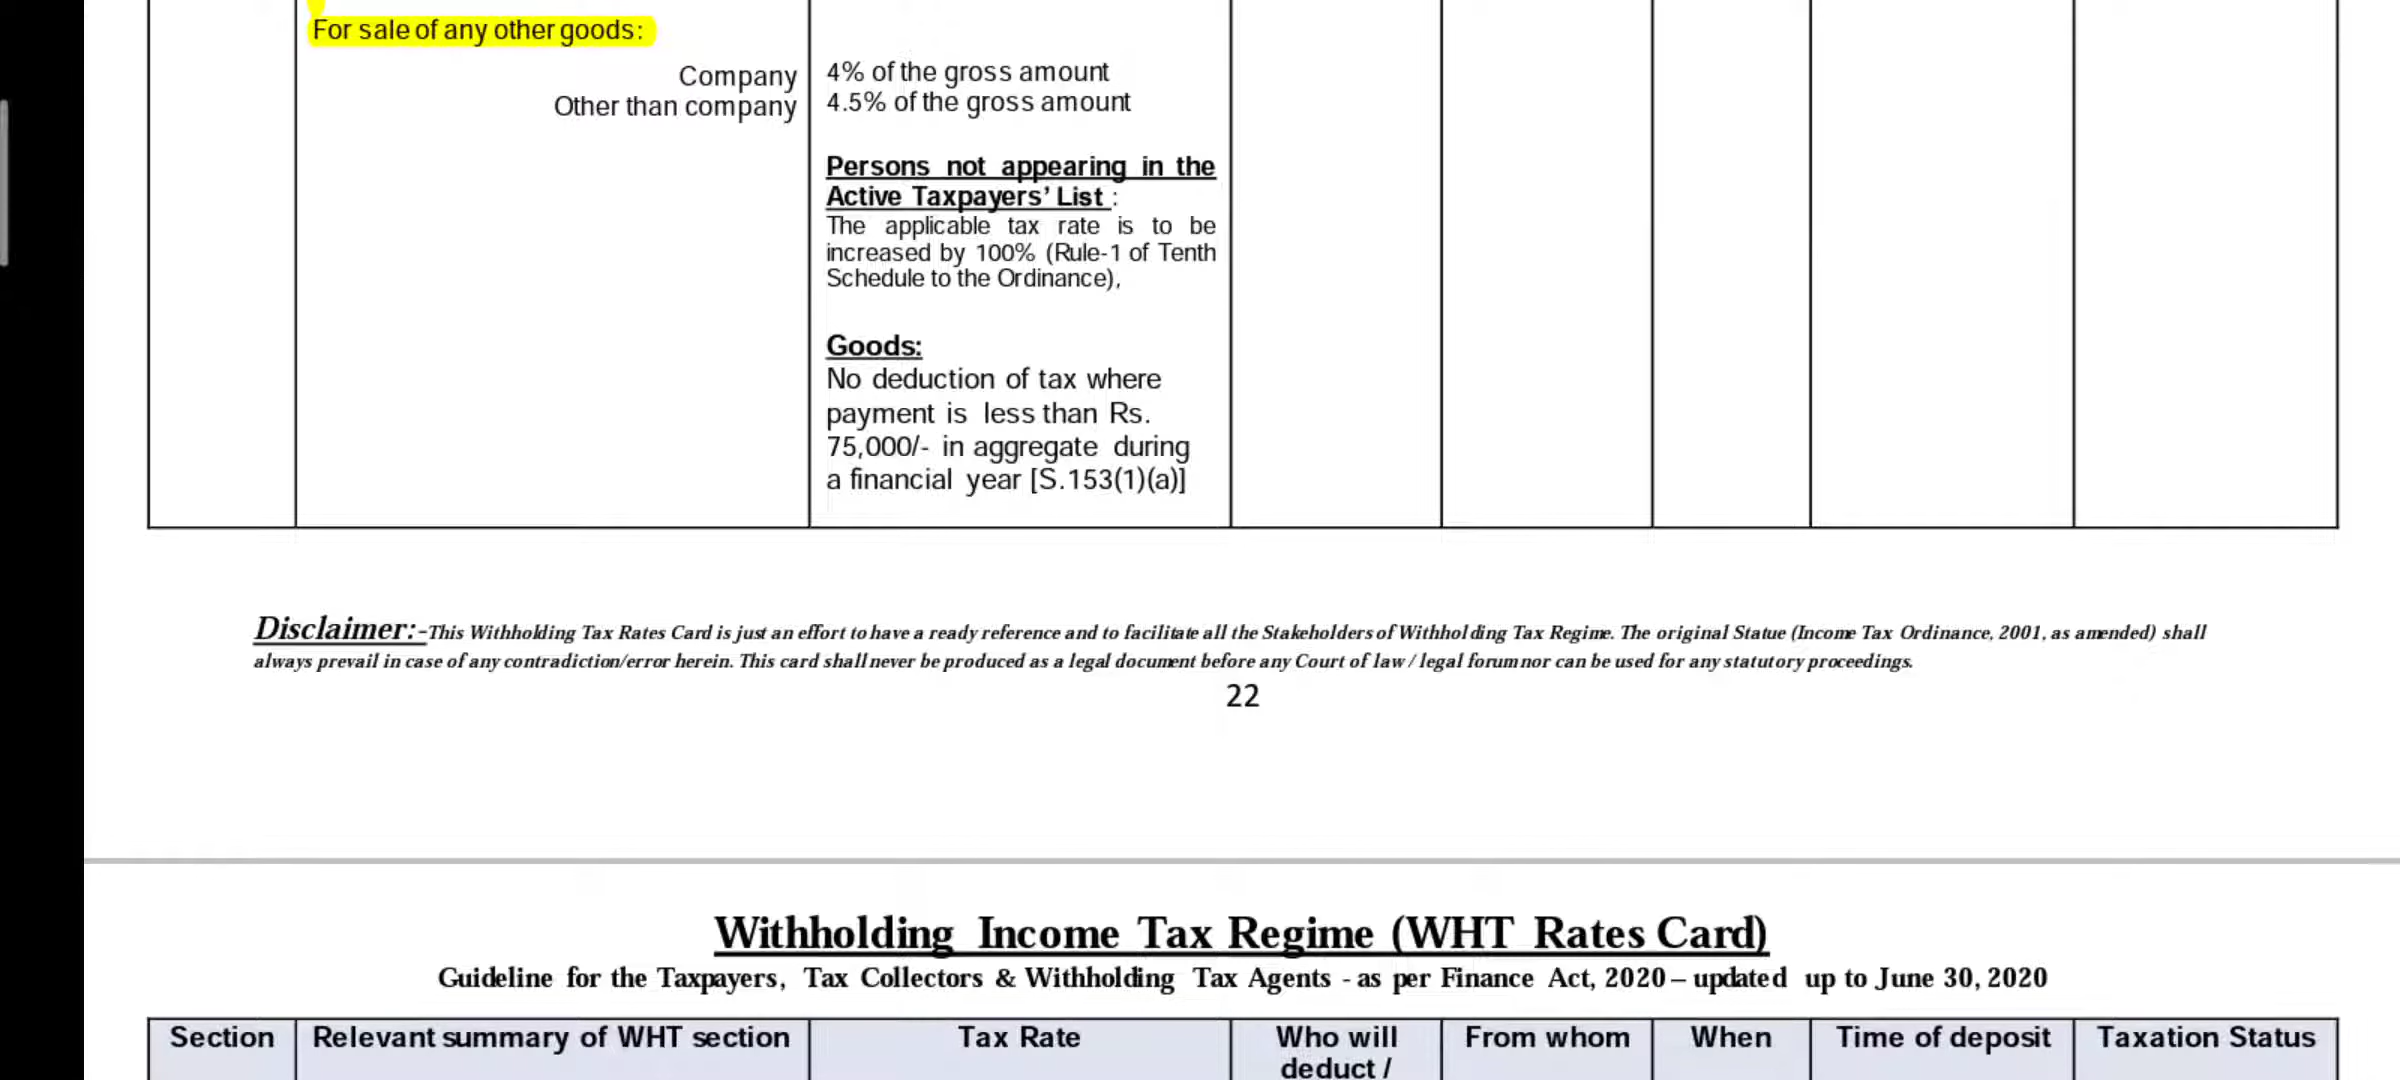 For sale of any other goods:
Company
Other than company
4% of the gross amount
4.5% of the gross amount
Persons not appearing in the
Active Taxpayers' List :
The applicable tax rate is to be
increased by 100% (Rule-1 of Tenth
Schedule to the Ordinance),
Goods:
No deduction of tax where
payment is less than Rs.
75,000/- in aggregate during
a financial year [S.153(1)(a)]
Disclaimer:-This Withholding Tax Rates Card is just an effort to have a ready reference and to facilitate all the Stakeholders of Withholding Tax Regime. The original Statue (Income Tax Ordinance, 2001, as amended) shall
always prevail in case of any contradiction/error herein. This card shall never be produced as a legal document before any Court of law / legal forum nor can be used for any statutory proceedings.
22
Withholding Income Tax Regime (WHT Rates Card)
Guideline for the Taxpayers, Tax Collectors & Withholding Tax Agents - as per Finance Act, 2020 – updated up to June 30, 2020
Section
Relevant summary of WHT section
Tax Rate
Who will
deduct /
From whom
When
Time of deposit
Taxation Status